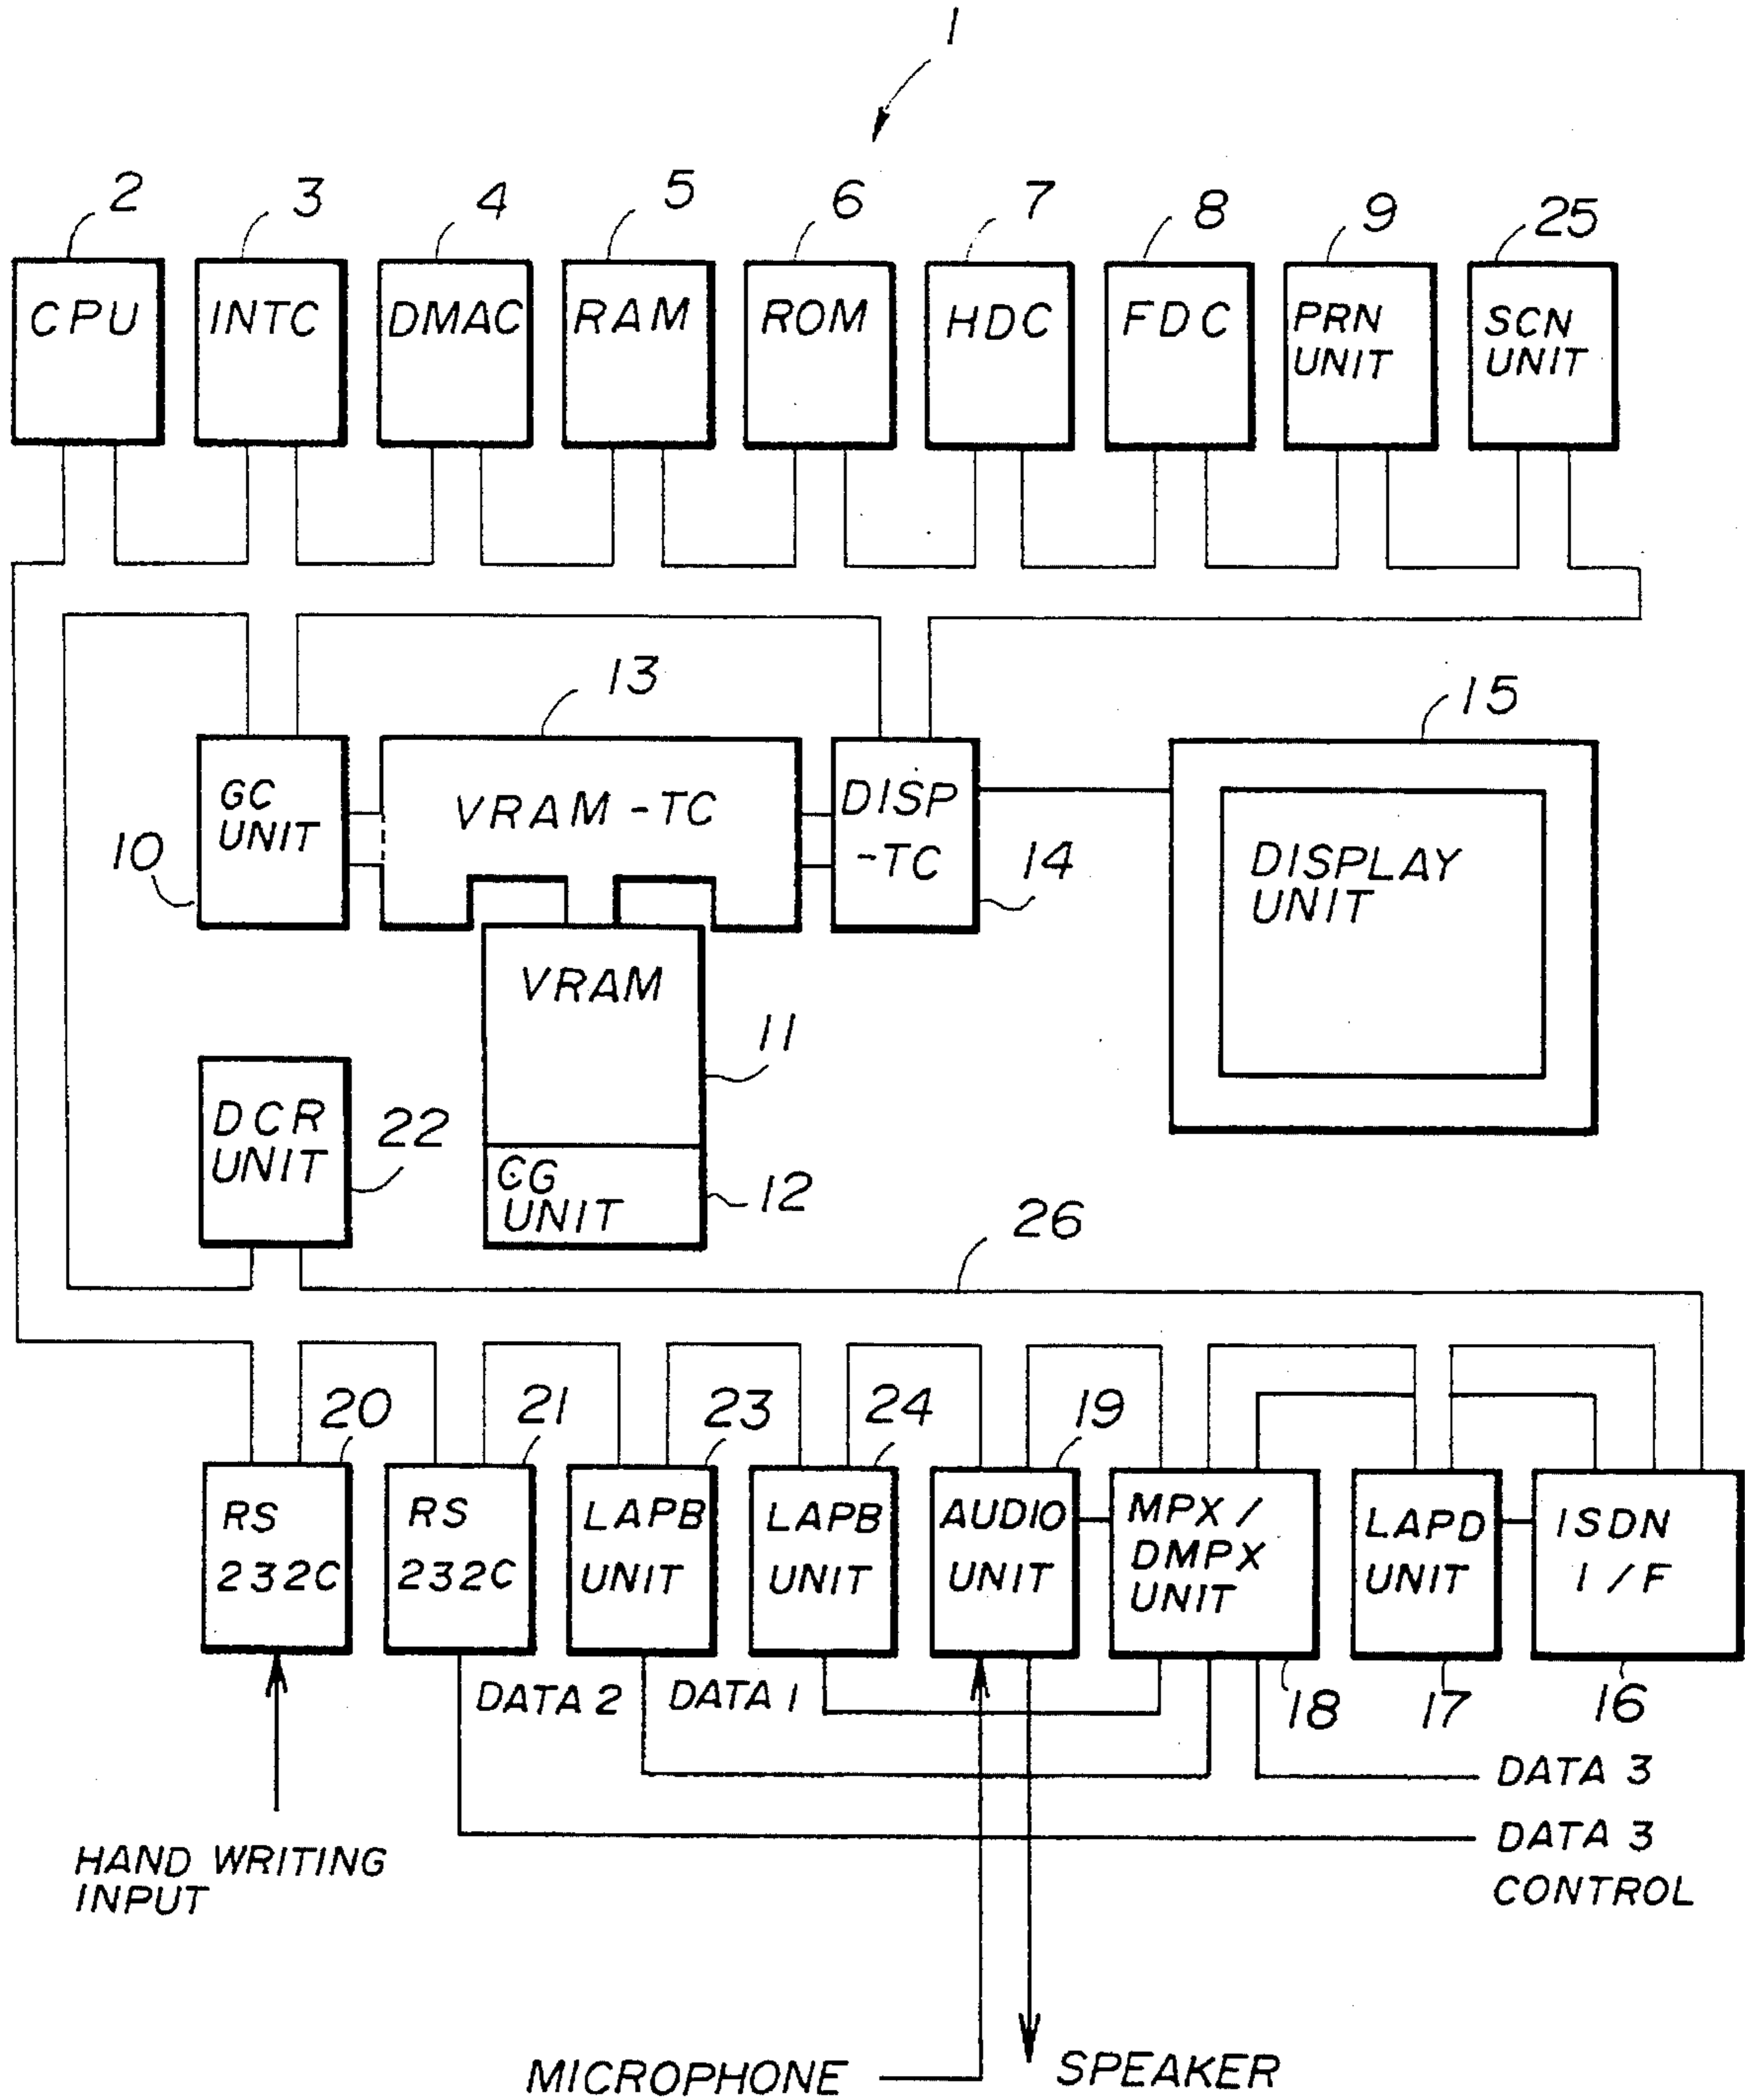 1
2 3 4 5 6 7 8 9 25
CPU
INTC
DMAC
RAM
ROM
HDC
FDC
PRN
UNIT
SCN
UNIT
13
15
GC
UNIT
10
VRAM-TC
DISP
-TC
14
DISPLAY
UNIT
VRAM
11
DCR
UNIT
22
CG
UNIT
12
26
20 21 23 24 19
RS
232C
RS
232C
LAPB
UNIT
LAPB
UNIT
AUDIO
UNIT
MPX/
DMPX
UNIT
LAPD
UNIT
ISDN
I/F
DATA 2
DATA 1
18
17
16
DATA 3
DATA 3
CONTROL
HAND WRITING
INPUT
MICROPHONE
SPEAKER